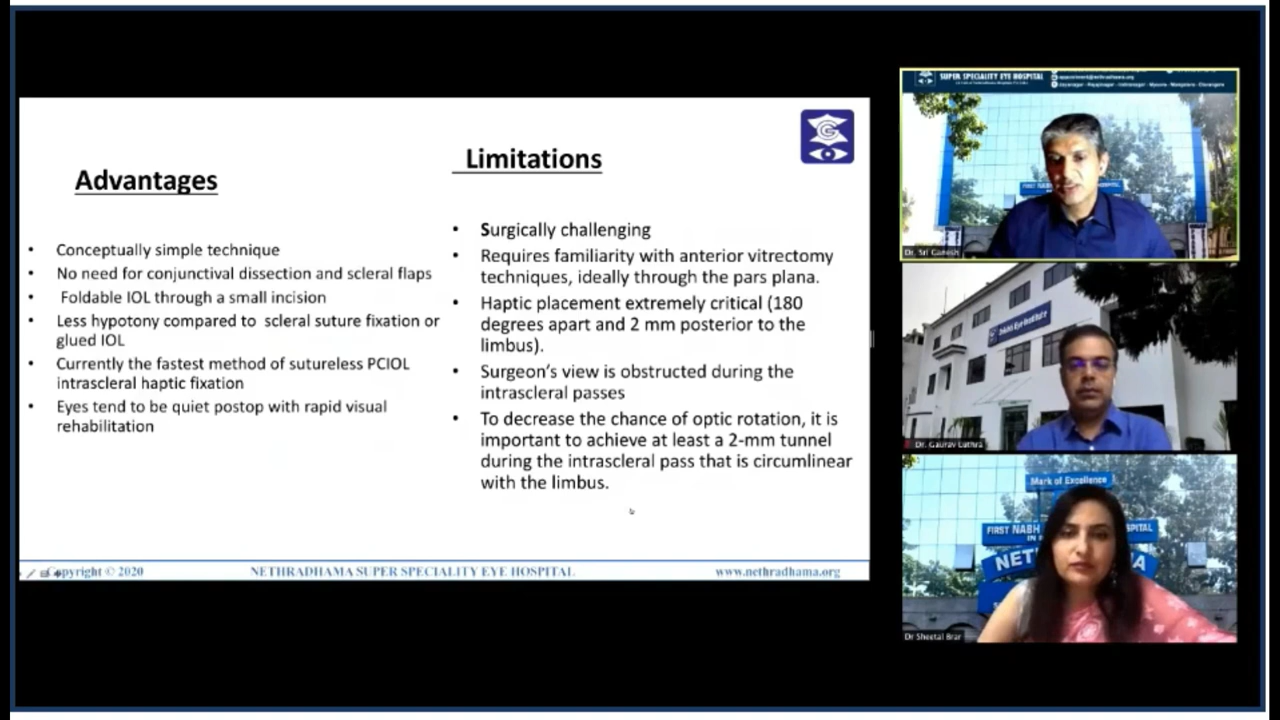 Advantages
• Conceptually simple technique
• No need for conjunctival dissection and scleral flaps
• Foldable IOL through a small incision
• Less hypotony compared to scleral suture fixation or
glued IOL
• Currently the fastest method of sutureless PCIOL
intrascleral haptic fixation
• Eyes tend to be quiet postop with rapid visual
rehabilitation
Limitations
• Surgically challenging
• Requires familiarity with anterior vitrectomy
techniques, ideally through the pars plana.
• Haptic placement extremely critical (180
degrees apart and 2 mm posterior to the
limbus).
• Surgeon's view is obstructed during the
intrascleral passes
• To decrease the chance of optic rotation, it is
important to achieve at least a 2-mm tunnel
during the intrascleral pass that is circumlinear
with the limbus.
Copyright © 2020
NETHRADHAMA SUPER SPECIALITY EYE HOSPITAL
www.nethradhama.org
SUPER SPECIALITY EYE HOSPITAL
FIRST NABH
Dr. Sri Ganesh
Eye Institute
Dr. Gaurav Luthra
Mark of Excellence
FIRST NABH
Dr Sheetal Brar